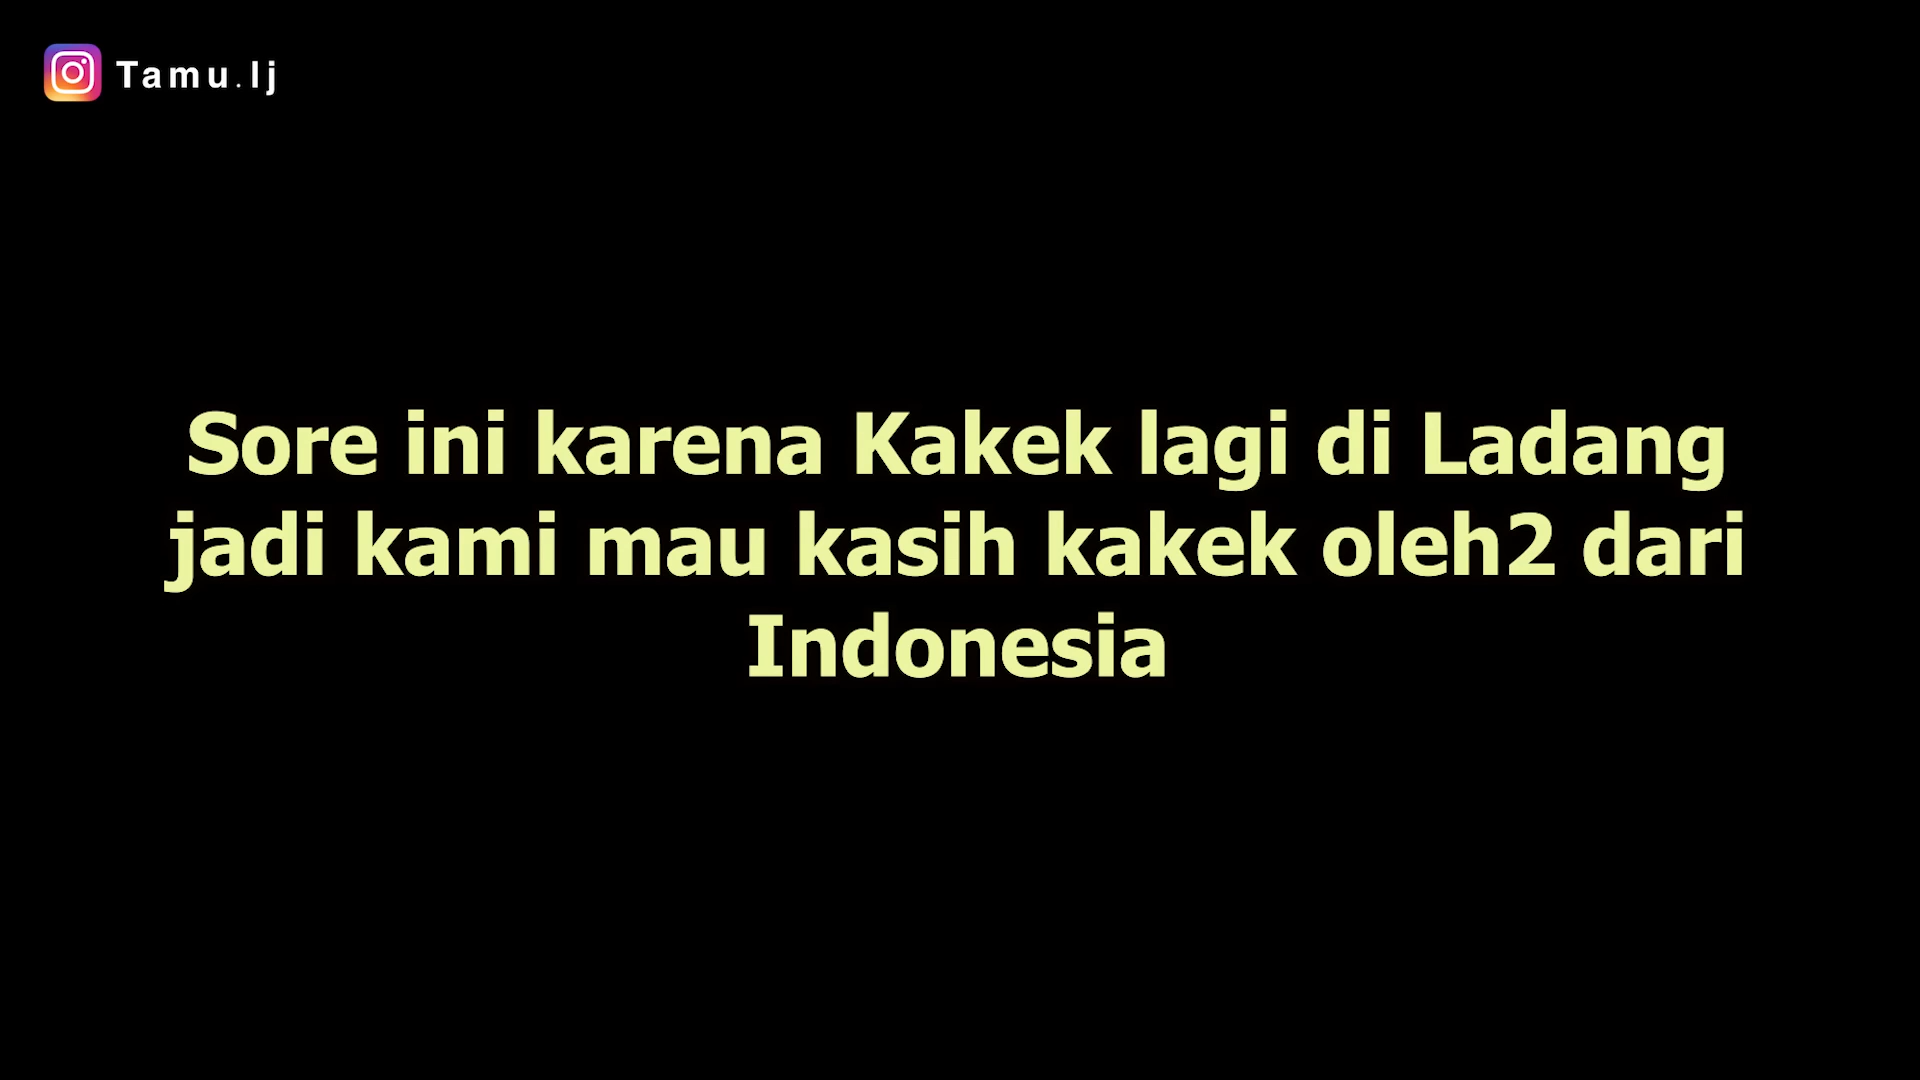 Tamu.lj
Sore ini karena Kakek lagi di Ladang
jadi kami mau kasih kakek oleh2 dari
Indonesia